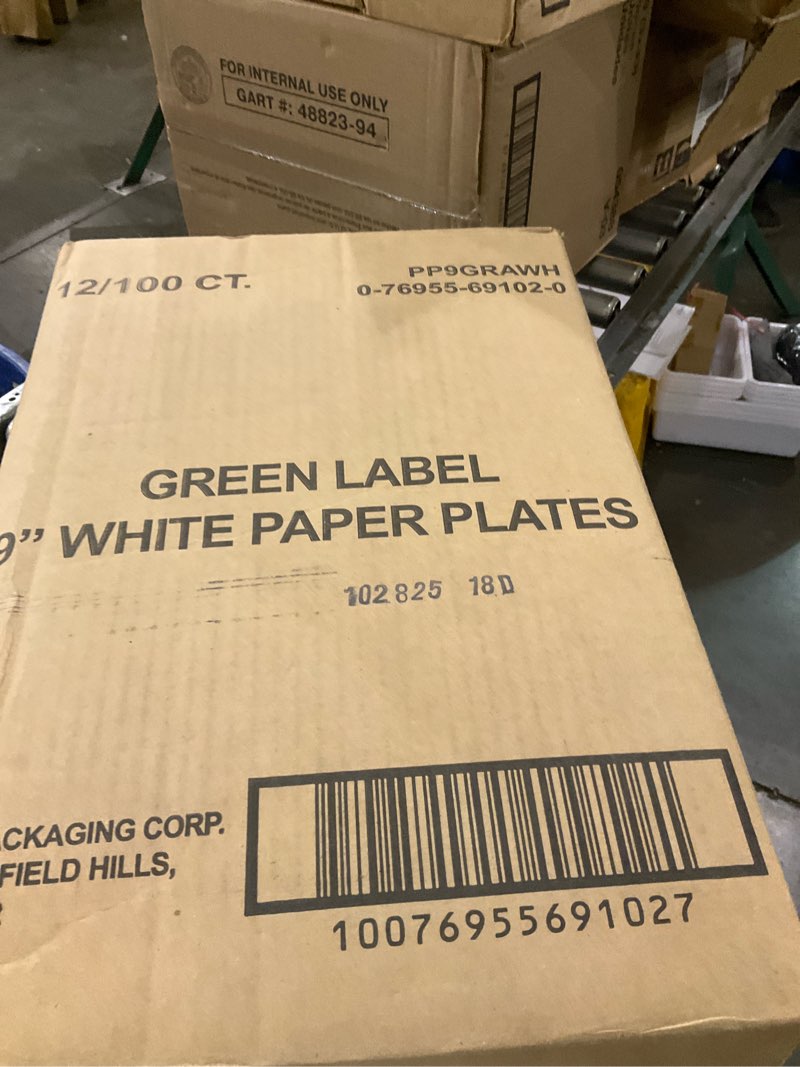 FOR INTERNAL USE ONLY
GART #: 48823-94
12/100 CT.
PP9GRAWH
0-76955-69102-0
GREEN LABEL
9” WHITE PAPER PLATES
102825 18D
CKAGING CORP.
FIELD HILLS,
10076955691027